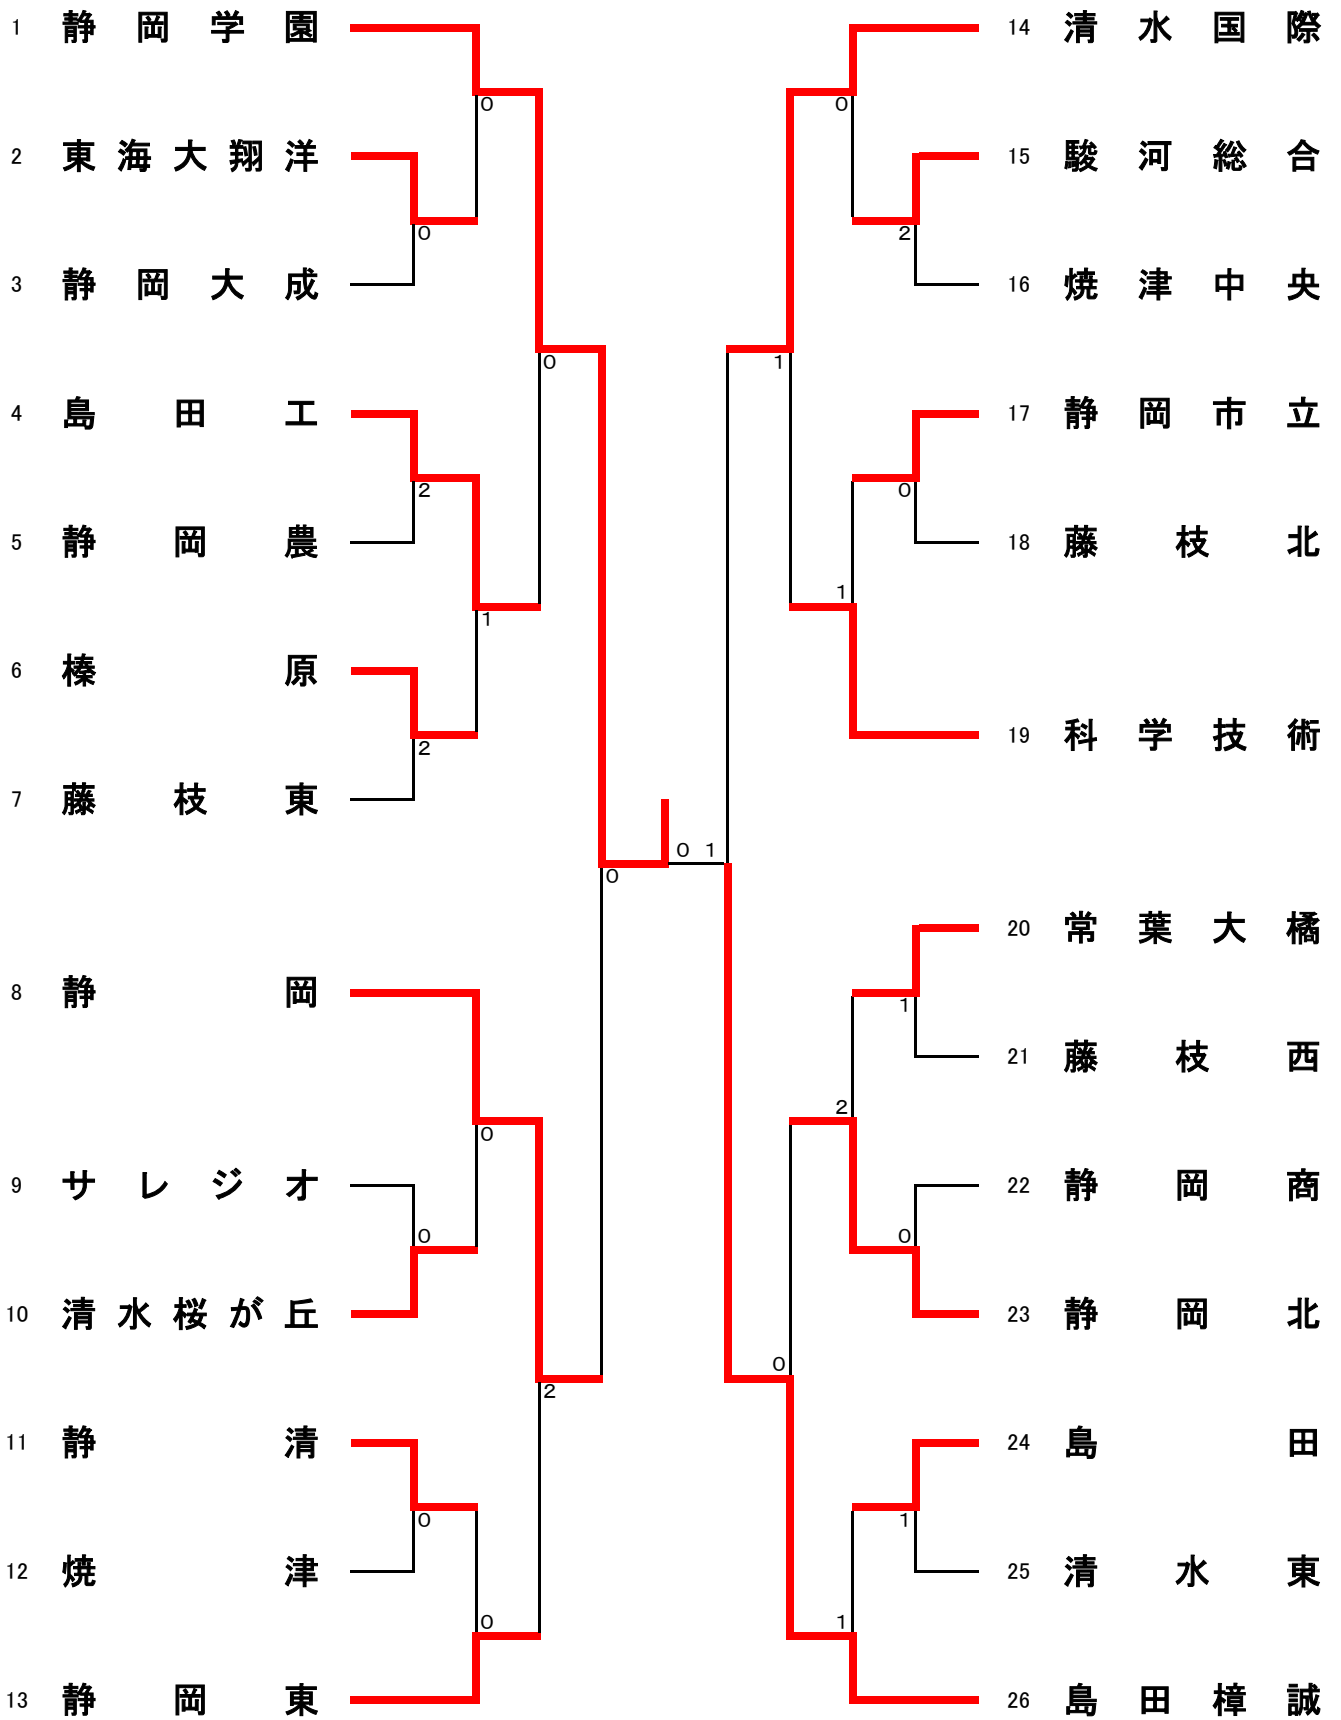 1 静岡学園
0
2 東海大翔洋
0
3 静岡大成
0
4 島田工
2
5 静岡農
1
6 榛原
2
7 藤枝東
0
8 静岡
0
9 サレジオ
0
10 清水桜が丘
2
11 静清
0
12 焼津
0
13 静岡東
0 1
14 清水国際
0
15 駿河総合
2
16 焼津中央
1
17 静岡市立
0
18 藤枝北
1
19 科学技術
20 常葉大橘
1
21 藤枝西
2
22 静岡商
0
23 静岡北
0
24 島田
1
25 清水東
1
26 島田樟誠